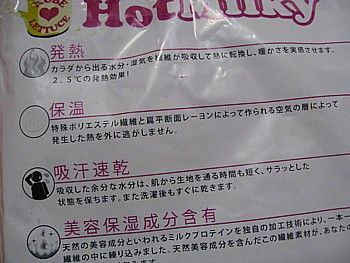 PURE
LETTUCE
Hot Milky
発熱
カラダから出る水分・湿気を繊維が吸収して熱に転換し、暖かさを実感させます。
2.5℃の発熱効果!
保温
特殊ポリエステル繊維と扁平断面レーヨンによって作られる空気の層によって
発生した熱を外に逃がしません。
吸汗速乾
吸収した余分な水分は、肌から生地を通る時間も短く、サラッとした
状態を保ちます。また洗濯後もすぐに乾きます。
美容保湿成分含有
天然の美容成分といわれるミルクプロテインを独自の加工技術により、一本一
繊維の中に練り込みました。天然美容成分を含んだこの繊維素材が、あなたの